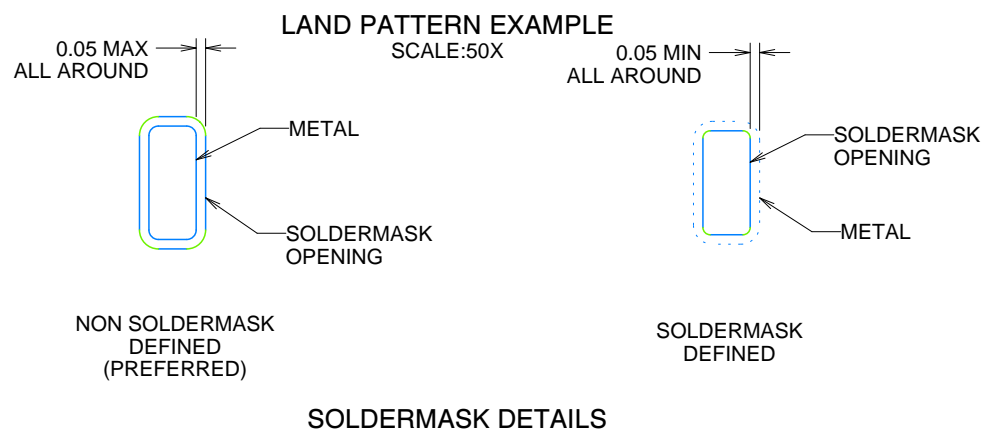 LAND PATTERN EXAMPLE
SCALE:50X
0.05 MAX
ALL AROUND
METAL
SOLDERMASK
OPENING
NON SOLDERMASK
DEFINED
(PREFERRED)
0.05 MIN
ALL AROUND
SOLDERMASK
OPENING
METAL
SOLDERMASK
DEFINED
SOLDERMASK DETAILS